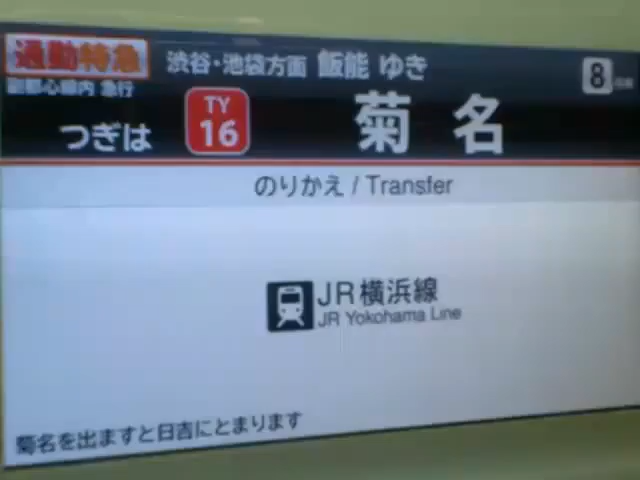 通勤特急 渋谷・池袋方面 飯能 ゆき 8
副都心線内 急行
つぎは TY 16 菊名
のりかえ / Transfer
JR横浜線
JR Yokohama Line
菊名を出ますと日吉にとまります